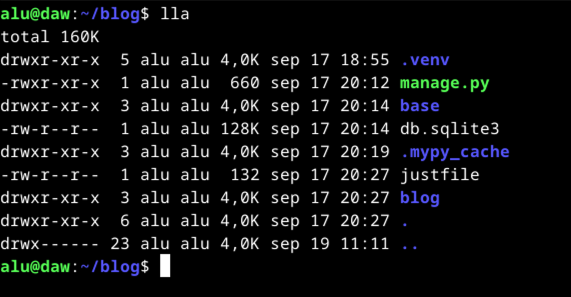 alu@daw:~/blog$ lla
total 160K
drwxr-xr-x  5 alu alu 4,0K sep 17 18:55 .venv
-rwxr-xr-x  1 alu alu  660 sep 17 20:12 manage.py
drwxr-xr-x  3 alu alu 4,0K sep 17 20:14 base
-rw-r--r--  1 alu alu 128K sep 17 20:14 db.sqlite3
drwxr-xr-x  3 alu alu 4,0K sep 17 20:19 .mypy_cache
-rw-r--r--  1 alu alu  132 sep 17 20:27 justfile
drwxr-xr-x  3 alu alu 4,0K sep 17 20:27 blog
drwxr-xr-x  6 alu alu 4,0K sep 17 20:27 .
drwx------ 23 alu alu 4,0K sep 19 11:11 ..
alu@daw:~/blog$